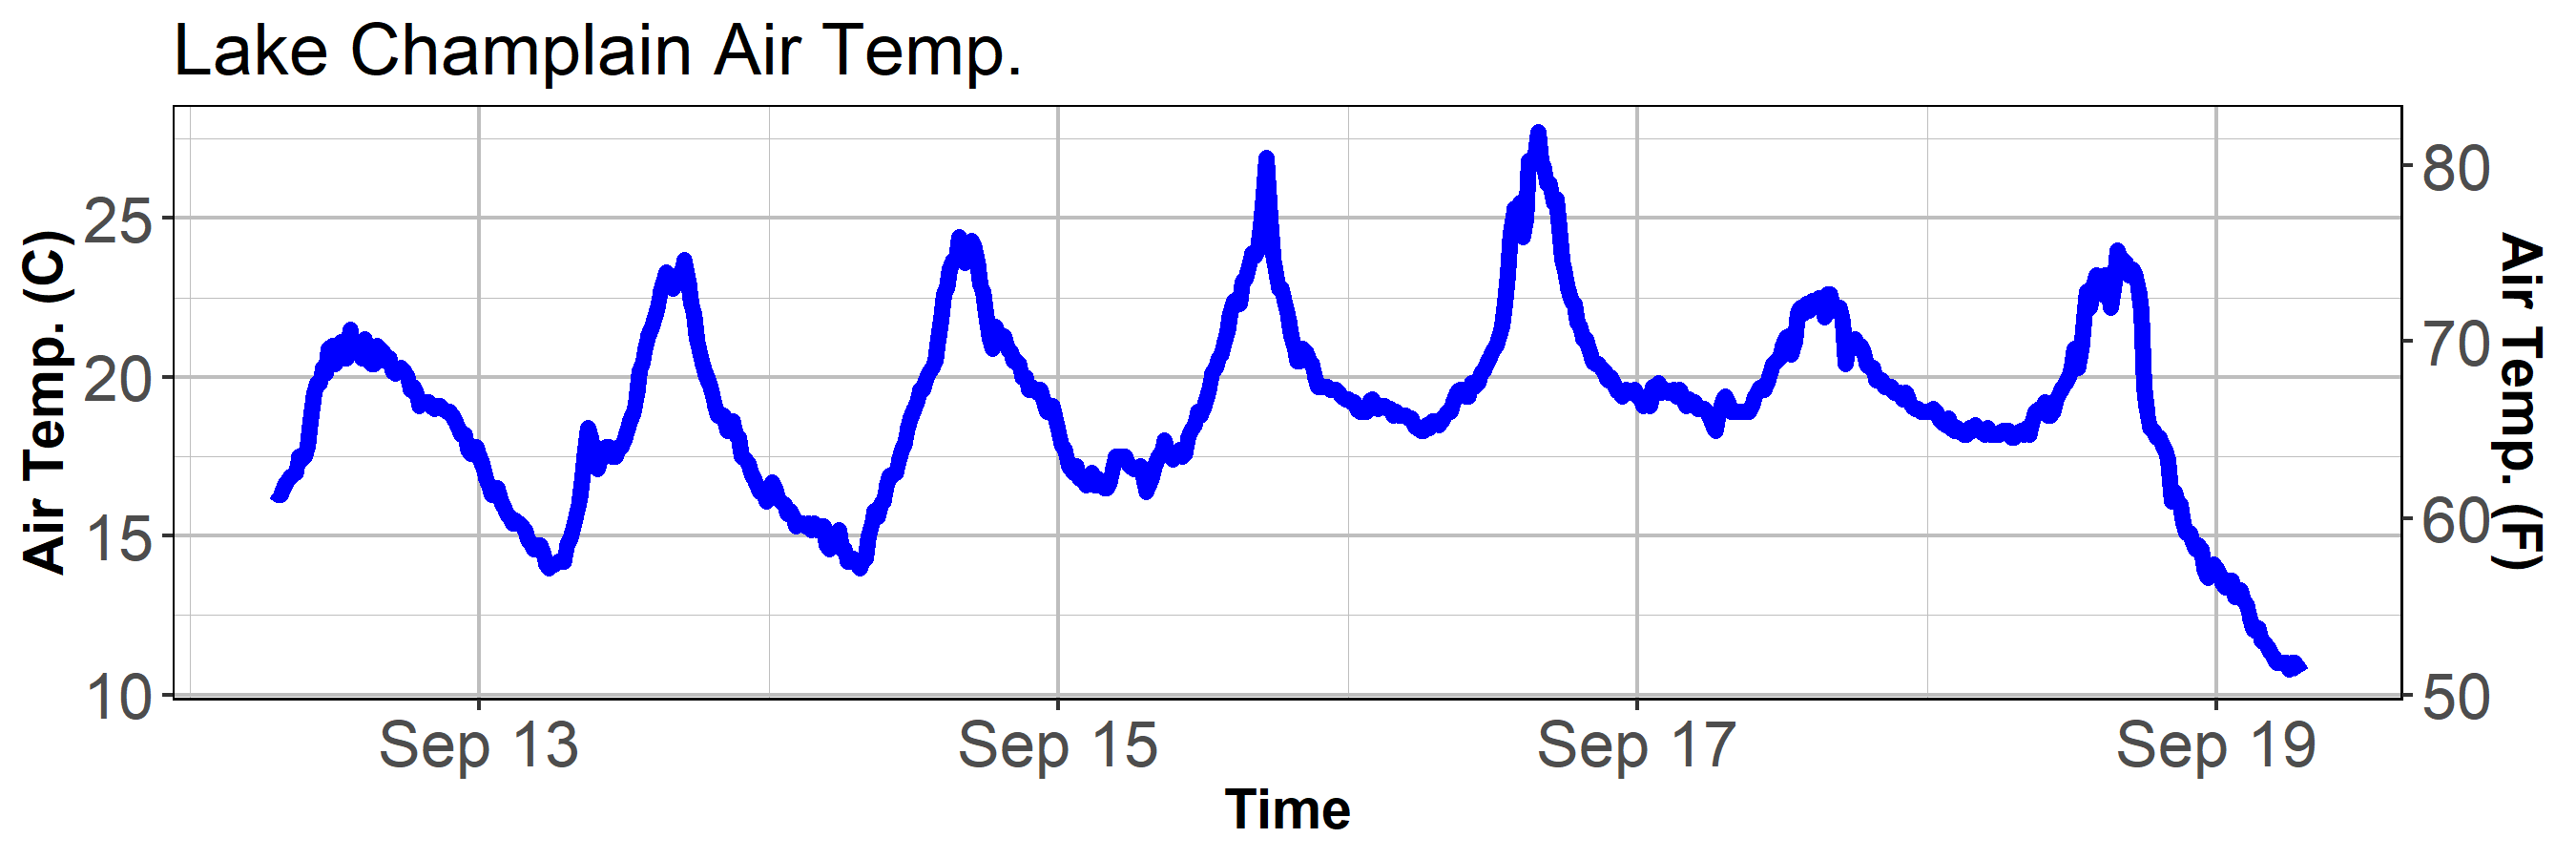 Lake Champlain Air Temp.
Air Temp. (C)
25
20
15
10
80
70
60
50
Air Temp. (F)
Sep 13
Sep 15
Sep 17
Sep 19
Time